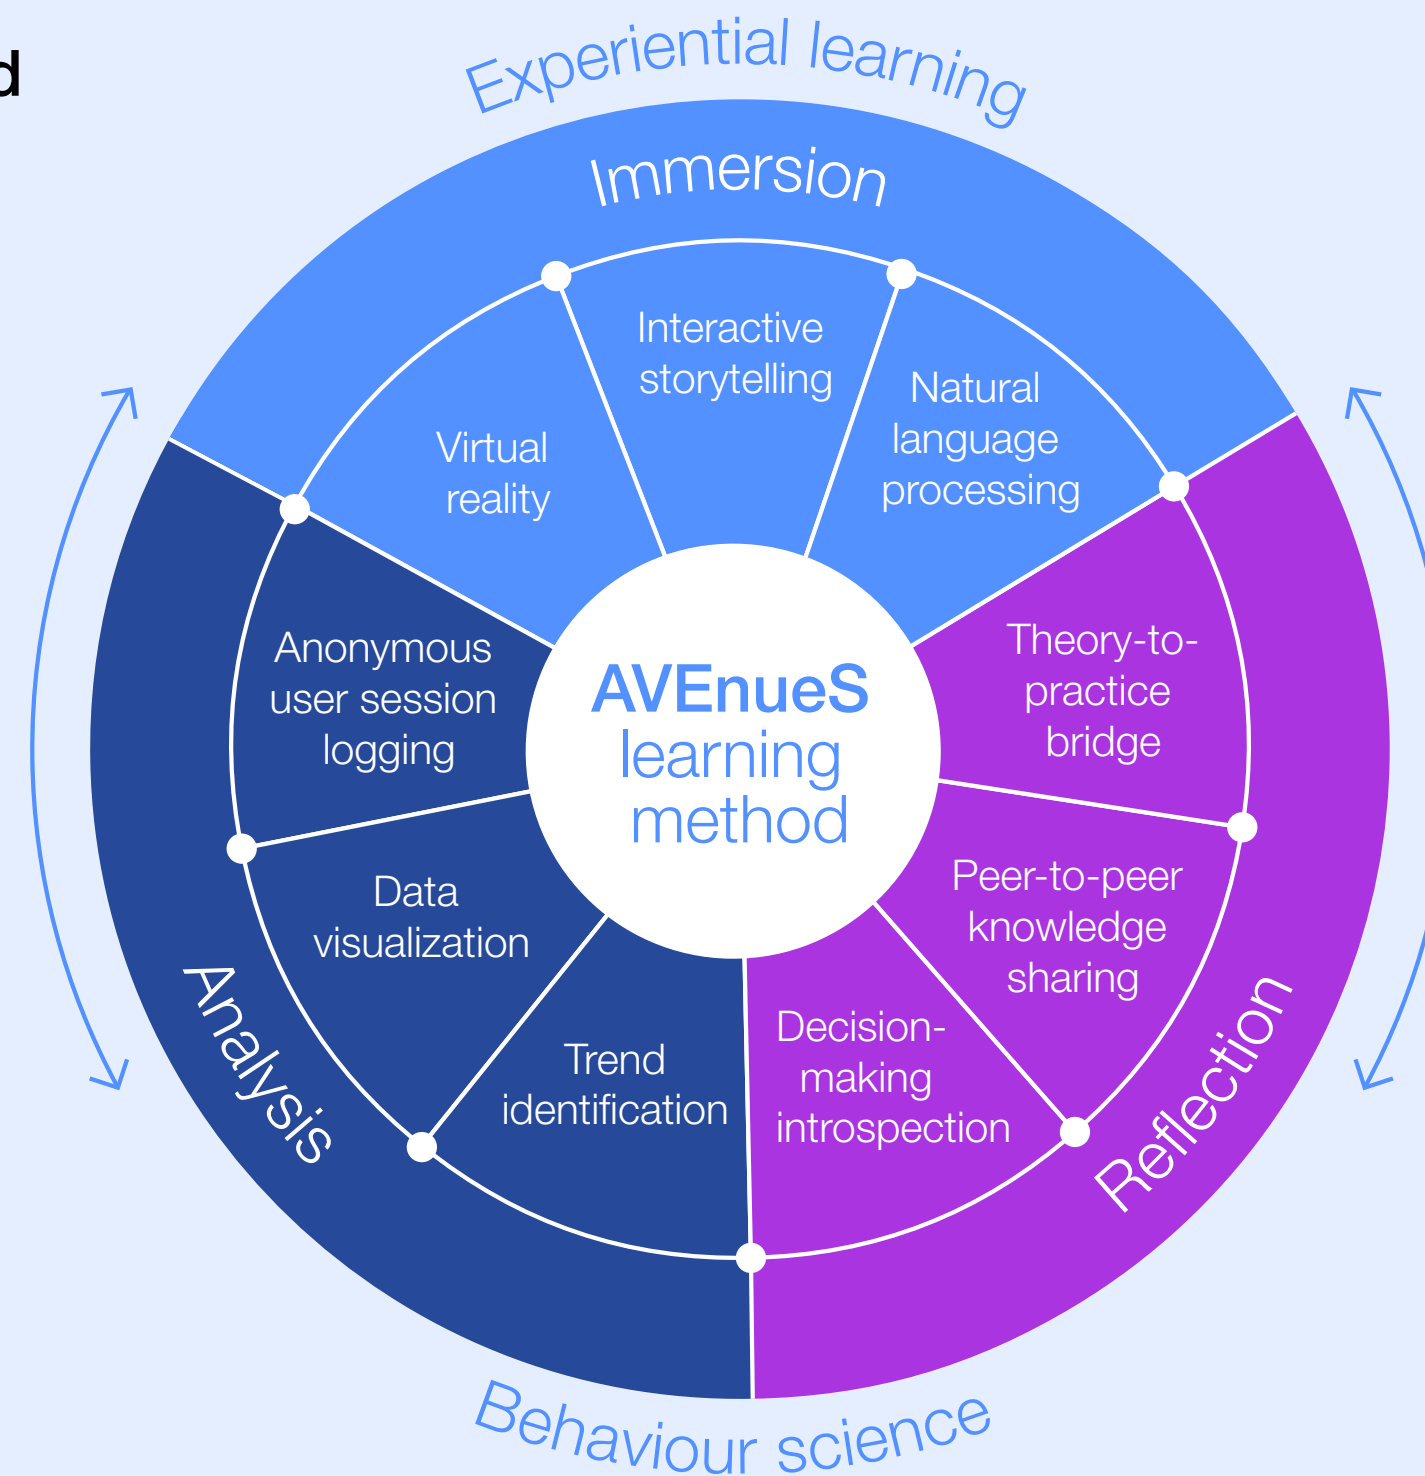 d
Experiential learning
Immersion
Interactive
storytelling
Natural
language
processing
Virtual
reality
Theory-to-
practice
bridge
Anonymous
user session
logging
AVEnueS
learning
method
Peer-to-peer
knowledge
sharing
Data
visualization
Decision-
making
introspection
Trend
identification
Analysis
Reflection
Behaviour science